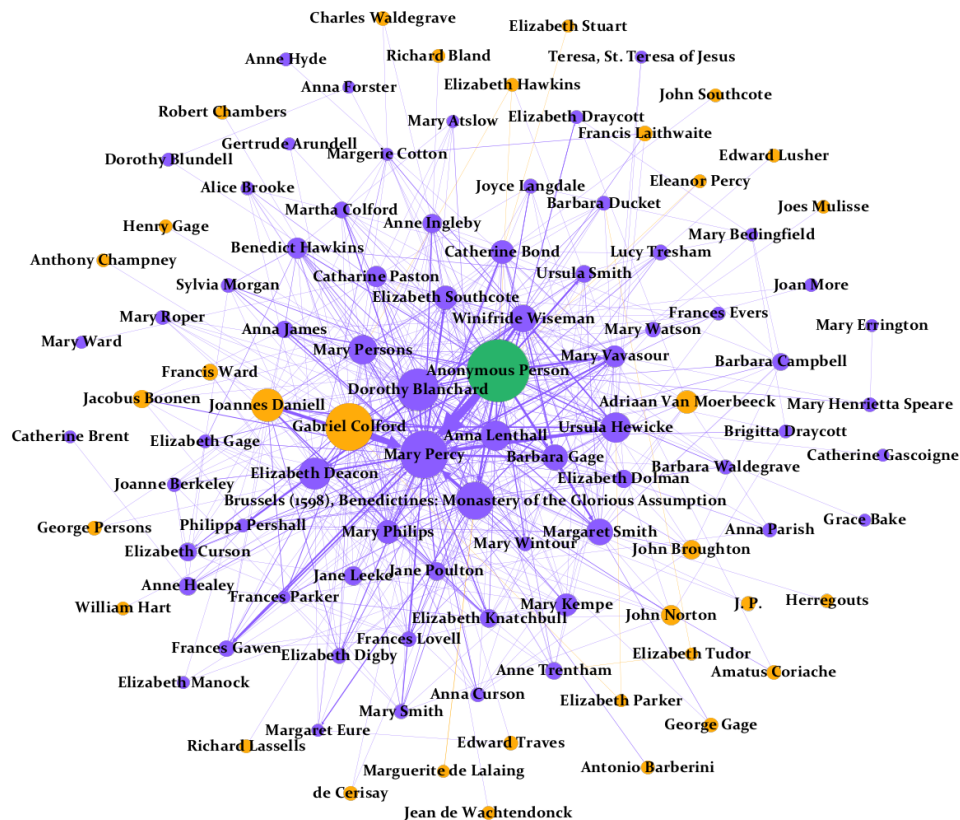 Charles Waldegrave
Elizabeth Stuart
Richard Bland
Teresa, St. Teresa of Jesus
Anne Hyde
Elizabeth Hawkins
Anna Forster
John Southcote
Robert Chambers
Mary Atslow
Elizabeth Draycott
Francis Laithwaite
Gertrude Arundell
Margerie Cotton
Edward Lusher
Dorothy Blundell
Eleanor Percy
Alice Brooke
Joyce Langdale
Barbara Ducket
Joes Mulisse
Martha Colford
Henry Gage
Anne Ingleby
Mary Bedingfield
Benedict Hawkins
Catherine Bond
Lucy Tresham
Anthony Champney
Catharine Paston
Ursula Smith
Sylvia Morgan
Joan More
Elizabeth Southcote
Mary Roper
Winifride Wiseman
Frances Evers
Anna James
Mary Watson
Mary Errington
Mary Ward
Mary Persons
Mary Vavasour
Barbara Campbell
Francis Ward
Anonymous Person
Dorothy Blanchard
Jacobus Boonen
Joannes Daniell
Adriaan Van Moerbeeck
Mary Henrietta Speare
Gabriel Colford
Ursula Hewicke
Catherine Brent
Elizabeth Gage
Anna Lenthall
Brigitta Draycott
Mary Percy
Barbara Gage
Catherine Gascoigne
Elizabeth Deacon
Barbara Waldegrave
Joanne Berkeley
Elizabeth Dolman
Brussels (1598), Benedictines: Monastery of the Glorious Assumption
Grace Bake
George Persons
Philippa Pershall
Mary Philips
Margaret Smith
Anna Parish
Mary Wintour
Elizabeth Curson
John Broughton
Jane Leeke
Jane Poulton
Anne Healey
Frances Parker
William Hart
Mary Kempe
J. P.
Herregouts
Elizabeth Knatchbull
John Norton
Frances Lovell
Frances Gawen
Elizabeth Digby
Elizabeth Tudor
Anne Trentham
Amatus Coriache
Elizabeth Manock
Anna Curson
Elizabeth Parker
Mary Smith
George Gage
Margaret Eure
Richard Lassells
Edward Traves
Marguerite de Lalaing
Antonio Barberini
de Cerisay
Jean de Wachtendonck